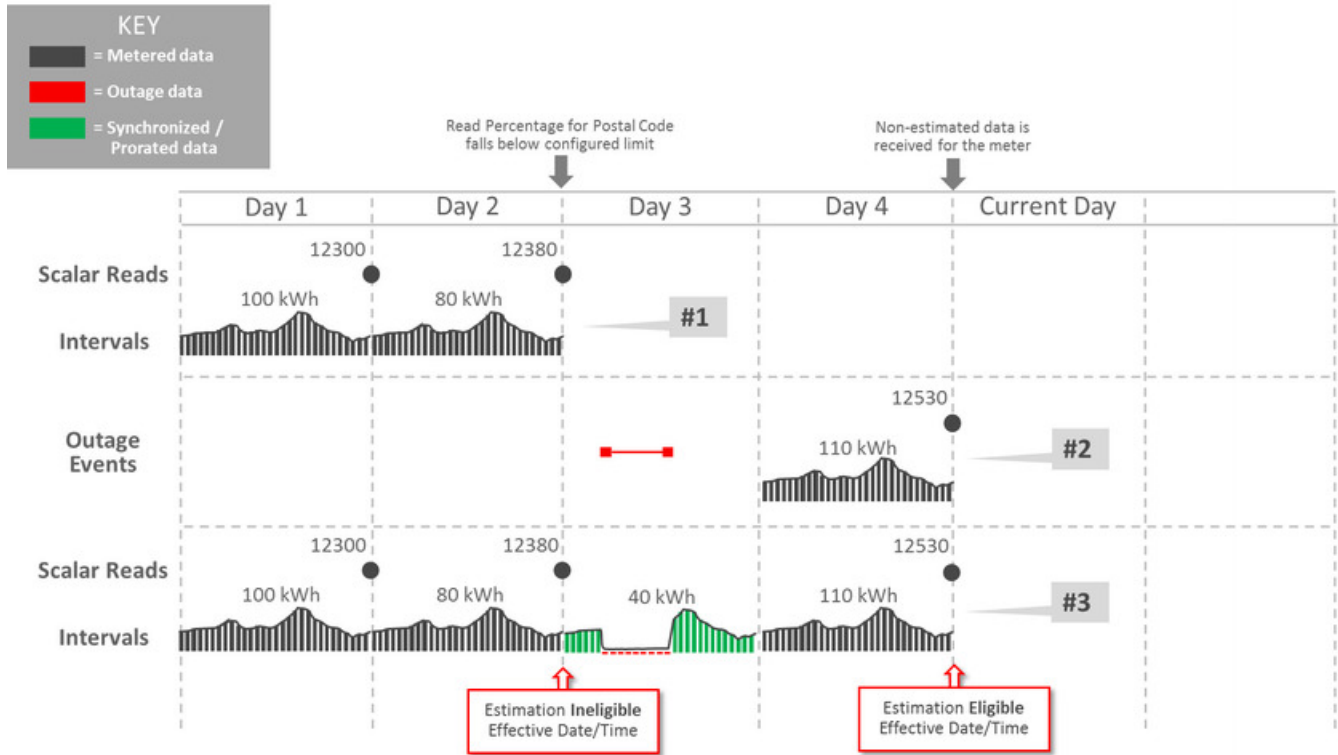 KEY
= Metered data
= Outage data
= Synchronized /
Prorated data
Read Percentage for Postal Code
falls below configured limit
Non-estimated data is
received for the meter
Day 1 Day 2 Day 3 Day 4 Current Day
Scalar Reads 12300 12380
100 kWh 80 kWh
#1
Intervals
12530
Outage
Events
110 kWh
#2
Scalar Reads 12300 12380 12530
100 kWh 80 kWh 40 kWh 110 kWh
#3
Intervals
Estimation Ineligible
Effective Date/Time
Estimation Eligible
Effective Date/Time